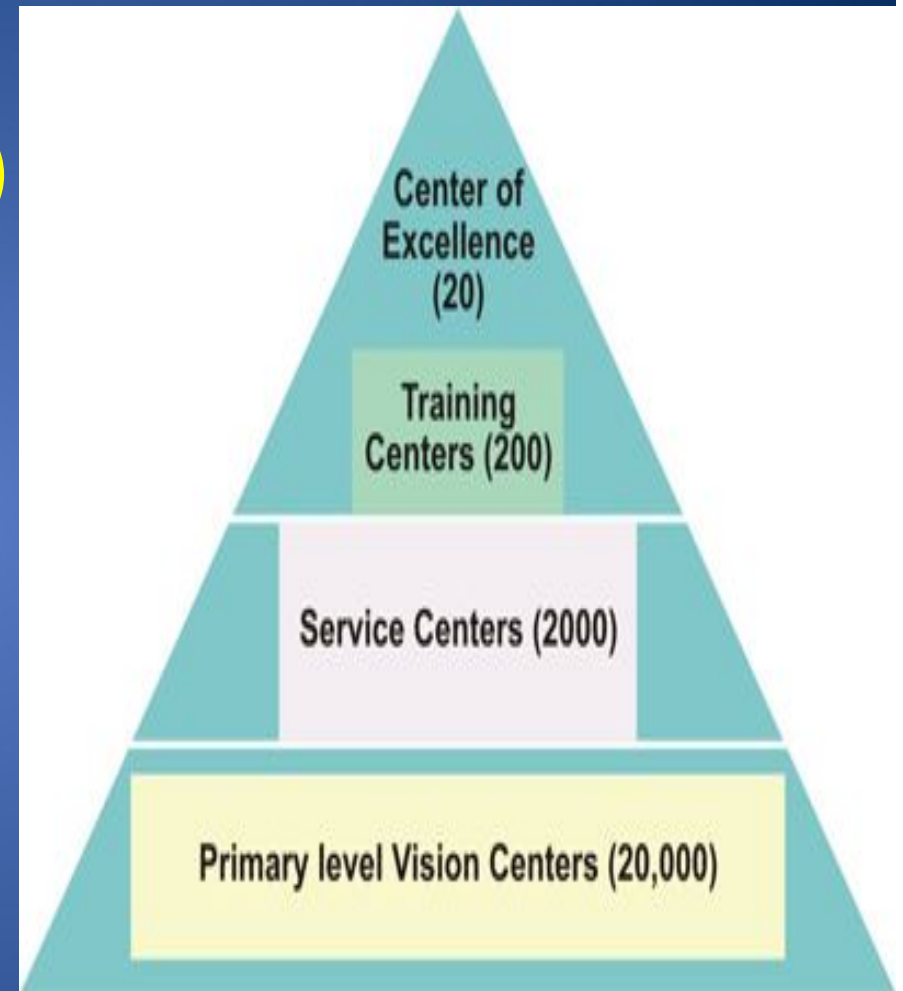 )
Center of
Excellence
(20)
Training
Centers (200)
Service Centers (2000)
Primary level Vision Centers (20,000)